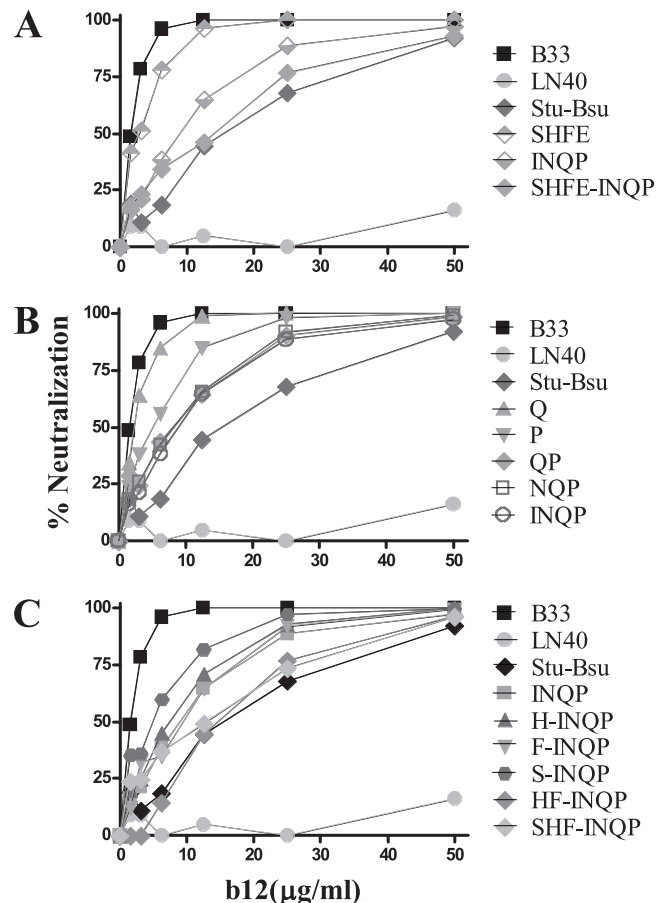 A
100
75
50
25
0
0 10 20 30 40 50
B33
LN40
Stu-Bsu
SHFE
INQP
SHFE-INQP
B
100
75
50
25
0
0 10 20 30 40 50
B33
LN40
Stu-Bsu
Q
P
QP
NQP
INQP
% Neutralization
C
100
75
50
25
0
0 10 20 30 40 50
B33
LN40
Stu-Bsu
INQP
H-INQP
F-INQP
S-INQP
HF-INQP
SHF-INQP
b12(μg/ml)